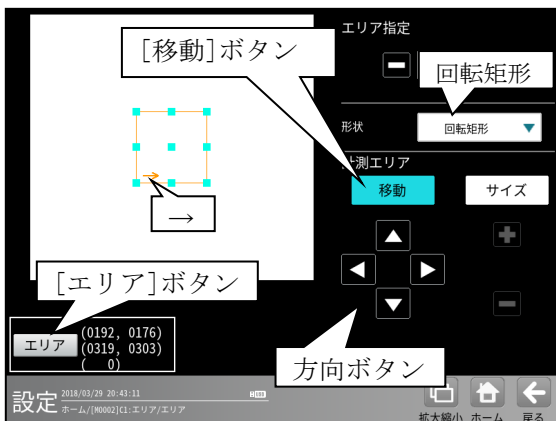 エリア指定
[移動]ボタン
回転矩形
形状
回転矩形
計測エリア
移動
サイズ
→
[エリア]ボタン
エリア
(0192, 0176)
(0319, 0303)
( 0)
方向ボタン
設定
2018/03/29 20:43:11
ホーム/[M0002]C1:エリア/エリア
拡大縮小
ホーム
戻る